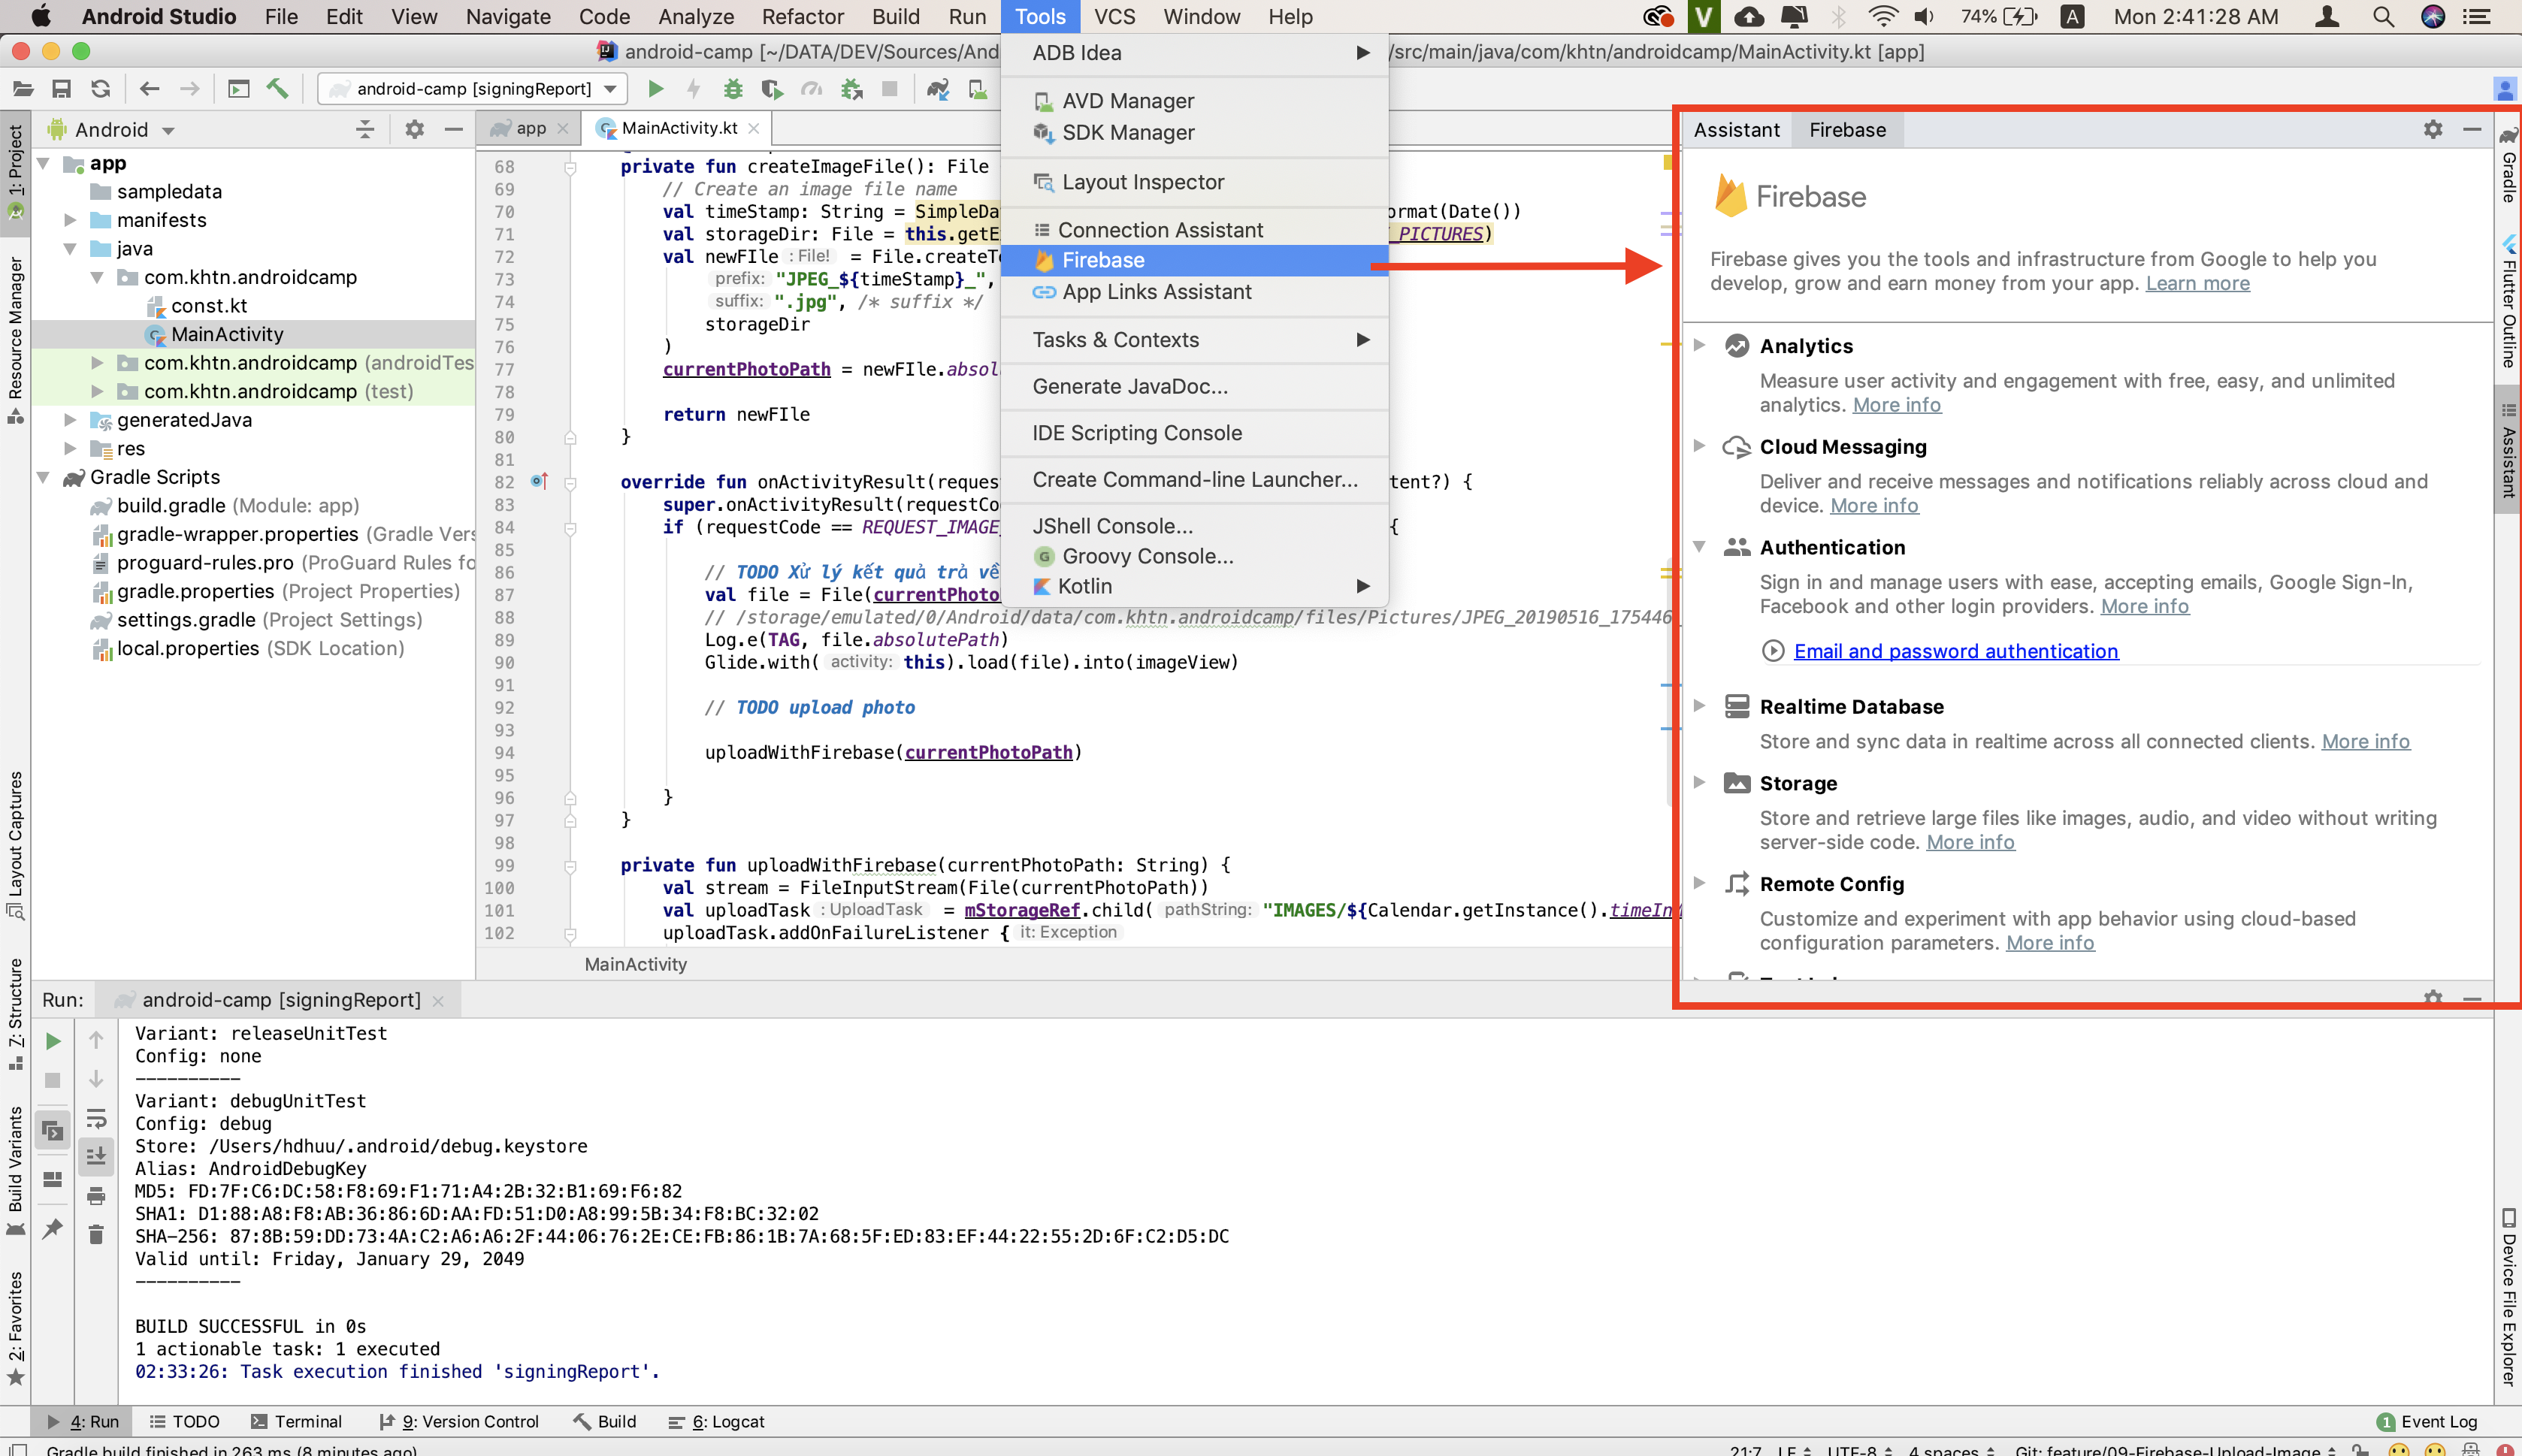 Android Studio File Edit View Navigate Code Analyze Refactor Build Run Tools VCS Window Help
V 74% A Mon 2:41:28 AM
android-camp [~/DATA/DEV/Sources/And
/src/main/java/com/khtn/androidcamp/MainActivity.kt [app]
android-camp [signingReport]
Android
app
sampledata
manifests
java
com.khtn.androidcamp
const.kt
MainActivity
com.khtn.androidcamp (androidTes
com.khtn.androidcamp (test)
generatedJava
res
Gradle Scripts
build.gradle (Module: app)
gradle-wrapper.properties (Gradle Vers
proguard-rules.pro (ProGuard Rules fo
gradle.properties (Project Properties)
settings.gradle (Project Settings)
local.properties (SDK Location)
1: Project
Resource Manager
Layout Captures
7: Structure
Build Variants
2: Favorites
app
MainActivity.kt
68 private fun createImageFile(): File
69 // Create an image file name
70 val timeStamp: String = SimpleDa ormat(Date())
71 val storageDir: File = this.getE _PICTURES)
72 val newFIle : File! = File.createTe
73 prefix: "JPEG_${timeStamp}_",
74 suffix: ".jpg", /* suffix */
75 storageDir
76 )
77 currentPhotoPath = newFIle.absol
78
79 return newFIle
80 }
81
82 override fun onActivityResult(reques tent?) {
83 super.onActivityResult(requestCo
84 if (requestCode == REQUEST_IMAGE {
85
86 // TODO Xử lý kết quả trả về
87 val file = File(currentPhoto
88 // /storage/emulated/0/Android/data/com.khtn.androidcamp/files/Pictures/JPEG_20190516_175446_
89 Log.e(TAG, file.absolutePath)
90 Glide.with( activity: this).load(file).into(imageView)
91
92 // TODO upload photo
93
94 uploadWithFirebase(currentPhotoPath)
95
96 }
97 }
98
99 private fun uploadWithFirebase(currentPhotoPath: String) {
100 val stream = FileInputStream(File(currentPhotoPath))
101 val uploadTask : UploadTask = mStorageRef.child( pathString: "IMAGES/${Calendar.getInstance().timeIn
102 uploadTask.addOnFailureListener { it: Exception
MainActivity
ADB Idea
AVD Manager
SDK Manager
Layout Inspector
Connection Assistant
Firebase
App Links Assistant
Tasks & Contexts
Generate JavaDoc...
IDE Scripting Console
Create Command-line Launcher...
JShell Console...
G Groovy Console...
Kotlin
Assistant Firebase
Firebase
Firebase gives you the tools and infrastructure from Google to help you
develop, grow and earn money from your app. Learn more
Analytics
Measure user activity and engagement with free, easy, and unlimited
analytics. More info
Cloud Messaging
Deliver and receive messages and notifications reliably across cloud and
device. More info
Authentication
Sign in and manage users with ease, accepting emails, Google Sign-In,
Facebook and other login providers. More info
Email and password authentication
Realtime Database
Store and sync data in realtime across all connected clients. More info
Storage
Store and retrieve large files like images, audio, and video without writing
server-side code. More info
Remote Config
Customize and experiment with app behavior using cloud-based
configuration parameters. More info
Gradle
Flutter Outline
Assistant
Device File Explorer
Run: android-camp [signingReport]
Variant: releaseUnitTest
Config: none
----------
Variant: debugUnitTest
Config: debug
Store: /Users/hdhuu/.android/debug.keystore
Alias: AndroidDebugKey
MD5: FD:7F:C6:DC:58:F8:69:F1:71:A4:2B:32:B1:69:F6:82
SHA1: D1:88:A8:F8:AB:36:86:6D:AA:FD:51:D0:A8:99:5B:34:F8:BC:32:02
SHA-256: 87:8B:59:DD:73:4A:C2:A6:A6:2F:44:06:76:2E:CE:FB:86:1B:7A:68:5F:ED:83:EF:44:22:55:2D:6F:C2:D5:DC
Valid until: Friday, January 29, 2049
----------
BUILD SUCCESSFUL in 0s
1 actionable task: 1 executed
02:33:26: Task execution finished 'signingReport'.
4: Run TODO Terminal 9: Version Control Build 6: Logcat
1 Event Log
Gradle build finished in 263 ms (8 minutes ago)
21:7 LF UTF-8 4 spaces Git: feature/09-Firebase-Upload-Image